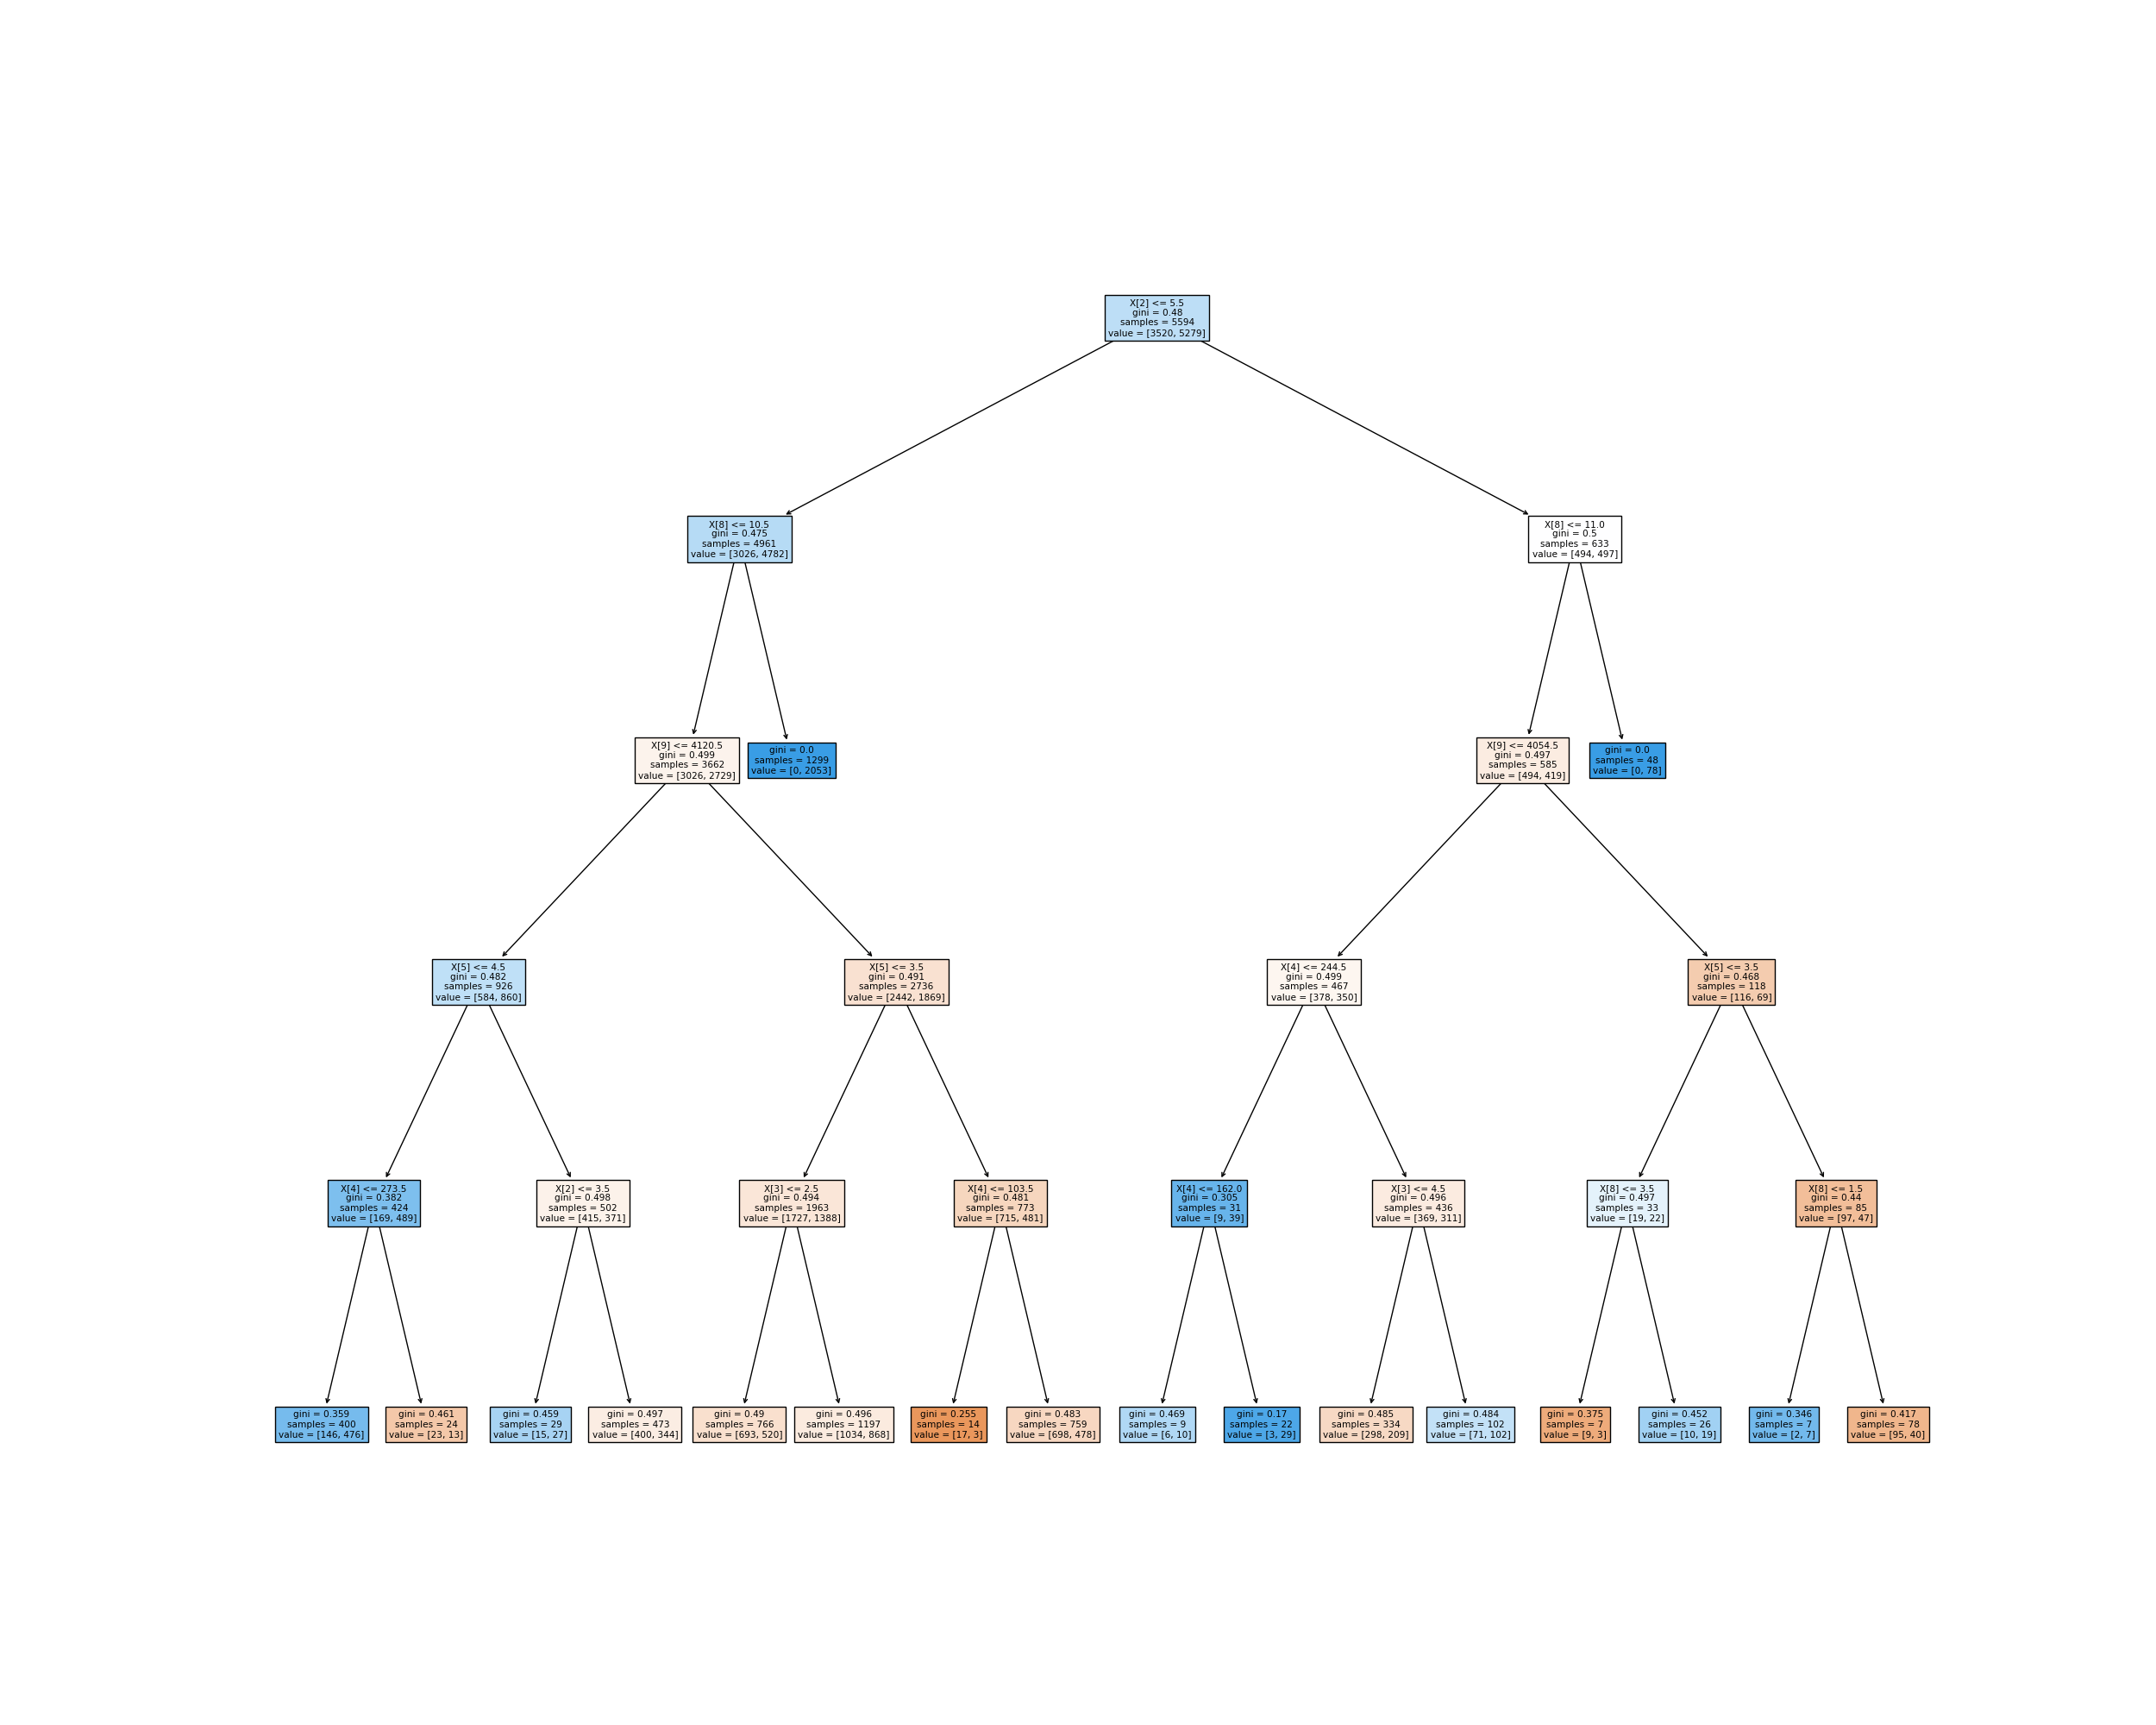 X[2] <= 5.5
gini = 0.48
samples = 5594
value = [3520, 5279]
X[8] <= 10.5
gini = 0.475
samples = 4961
value = [3026, 4782]
X[8] <= 11.0
gini = 0.5
samples = 633
value = [494, 497]
X[9] <= 4120.5
gini = 0.499
samples = 3662
value = [3026, 2729]
gini = 0.0
samples = 1299
value = [0, 2053]
X[9] <= 4054.5
gini = 0.497
samples = 585
value = [494, 419]
gini = 0.0
samples = 48
value = [0, 78]
X[5] <= 4.5
gini = 0.482
samples = 926
value = [584, 860]
X[5] <= 3.5
gini = 0.491
samples = 2736
value = [2442, 1869]
X[4] <= 244.5
gini = 0.499
samples = 467
value = [378, 350]
X[5] <= 3.5
gini = 0.468
samples = 118
value = [116, 69]
X[4] <= 273.5
gini = 0.382
samples = 424
value = [169, 489]
X[2] <= 3.5
gini = 0.498
samples = 502
value = [415, 371]
X[3] <= 2.5
gini = 0.494
samples = 1963
value = [1727, 1388]
X[4] <= 103.5
gini = 0.481
samples = 773
value = [715, 481]
X[4] <= 162.0
gini = 0.305
samples = 31
value = [9, 39]
X[3] <= 4.5
gini = 0.496
samples = 436
value = [369, 311]
X[8] <= 3.5
gini = 0.497
samples = 33
value = [19, 22]
X[8] <= 1.5
gini = 0.44
samples = 85
value = [97, 47]
gini = 0.359
samples = 400
value = [146, 476]
gini = 0.461
samples = 24
value = [23, 13]
gini = 0.459
samples = 29
value = [15, 27]
gini = 0.497
samples = 473
value = [400, 344]
gini = 0.49
samples = 766
value = [693, 520]
gini = 0.496
samples = 1197
value = [1034, 868]
gini = 0.255
samples = 14
value = [17, 3]
gini = 0.483
samples = 759
value = [698, 478]
gini = 0.469
samples = 9
value = [6, 10]
gini = 0.17
samples = 22
value = [3, 29]
gini = 0.485
samples = 334
value = [298, 209]
gini = 0.484
samples = 102
value = [71, 102]
gini = 0.375
samples = 7
value = [9, 3]
gini = 0.452
samples = 26
value = [10, 19]
gini = 0.346
samples = 7
value = [2, 7]
gini = 0.417
samples = 78
value = [95, 40]